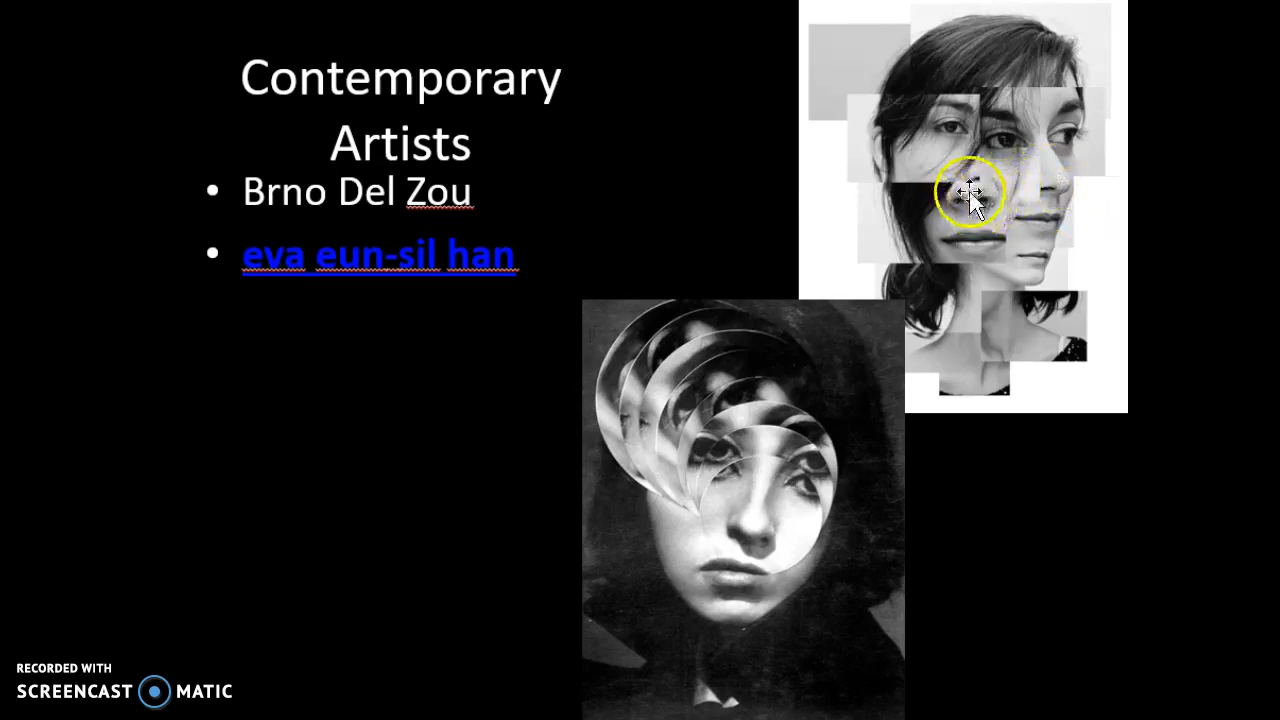 Contemporary
Artists
• Brno Del Zou
• eva eun-sil han
RECORDED WITH
SCREENCAST MATIC